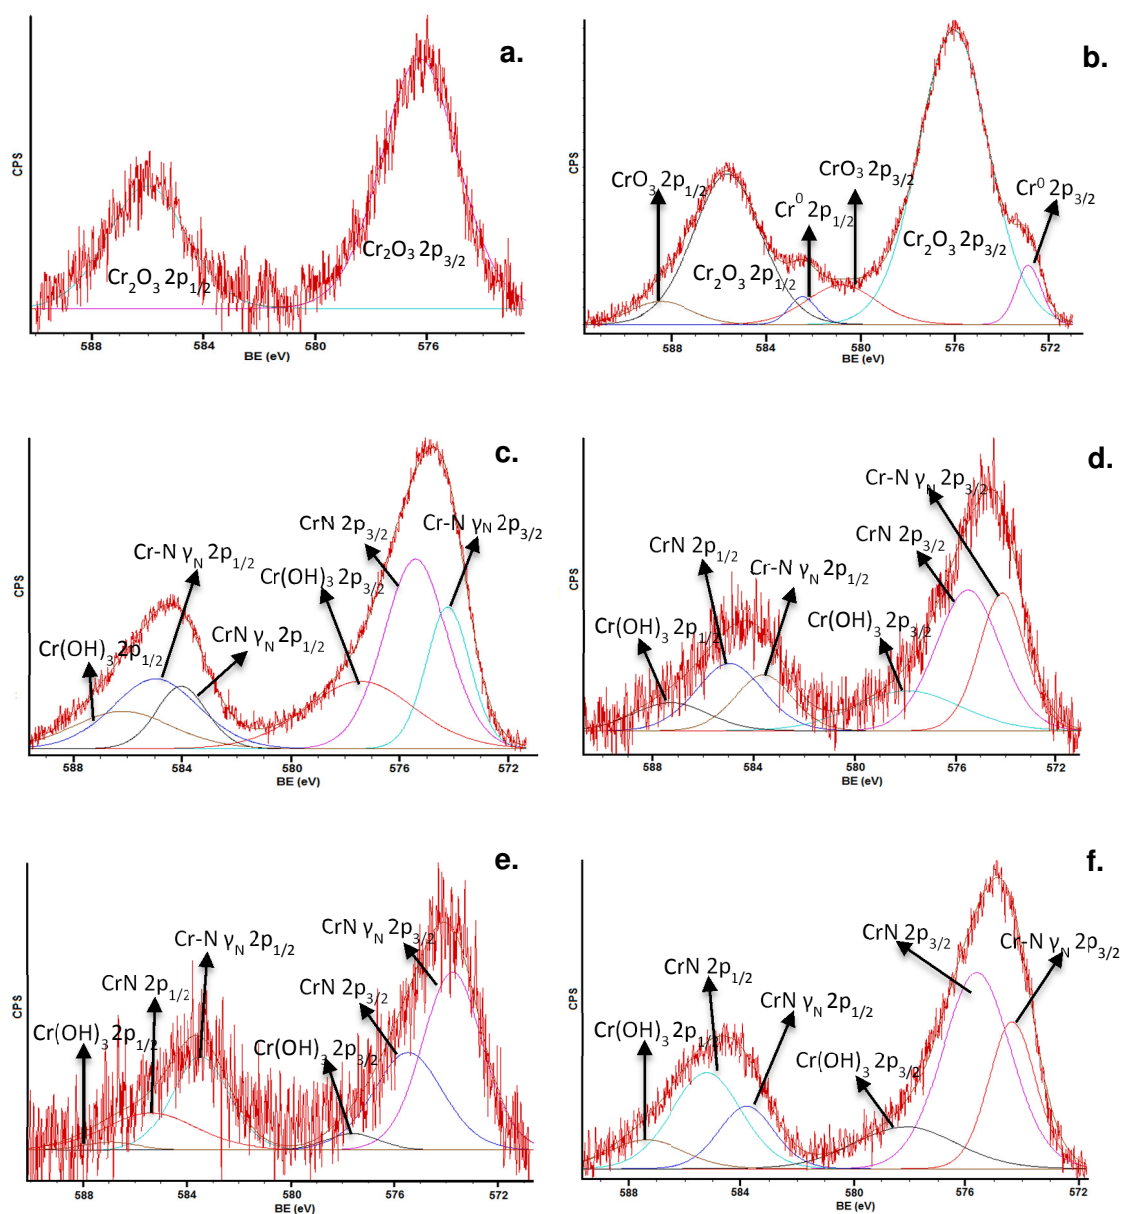 a.
CPS
Cr₂O₃ 2p₁/₂
Cr₂O₃ 2p₃/₂
588 584 580 576
BE (eV)
b.
CPS
CrO₃ 2p₁/₂
CrO₃ 2p₃/₂
Cr⁰ 2p₁/₂
Cr⁰ 2p₃/₂
Cr₂O₃ 2p₁/₂
Cr₂O₃ 2p₃/₂
588 584 580 576 572
BE (eV)
c.
CPS
CrN 2p₃/₂
Cr-N γN 2p₃/₂
Cr-N γN 2p₁/₂
Cr(OH)₃ 2p₃/₂
Cr(OH)₃ 2p₁/₂
CrN γN 2p₁/₂
588 584 580 576 572
BE (eV)
d.
CPS
Cr-N γN 2p₃/₂
CrN 2p₃/₂
CrN 2p₁/₂
Cr-N γN 2p₁/₂
Cr(OH)₃ 2p₁/₂
Cr(OH)₃ 2p₃/₂
588 584 580 576 572
BE (eV)
e.
CPS
CrN γN 2p₃/₂
Cr-N γN 2p₁/₂
CrN 2p₁/₂
CrN 2p₃/₂
Cr(OH)₃ 2p₁/₂
Cr(OH)₃ 2p₃/₂
588 584 580 576 572
BE (eV)
f.
CPS
CrN 2p₃/₂
Cr-N γN 2p₃/₂
CrN 2p₁/₂
CrN γN 2p₁/₂
Cr(OH)₃ 2p₁/₂
Cr(OH)₃ 2p₃/₂
588 584 580 576 572
BE (eV)